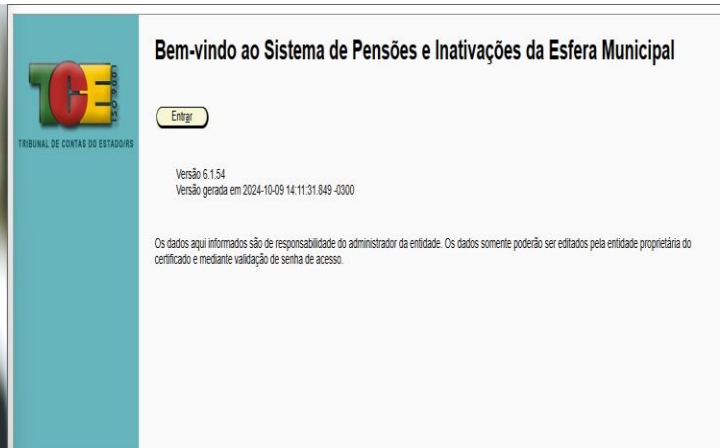 Bem-vindo ao Sistema de Pensões e Inativações da Esfera Municipal
TCE
ISO 9001
TRIBUNAL DE CONTAS DO ESTADO/RS
Entrar
Versão 6.1.54
Versão gerada em 2024-10-09 14:11:31.849 -0300
Os dados aqui informados são de responsabilidade do administrador da entidade. Os dados somente poderão ser editados pela entidade proprietária do
certificado e mediante validação de senha de acesso.